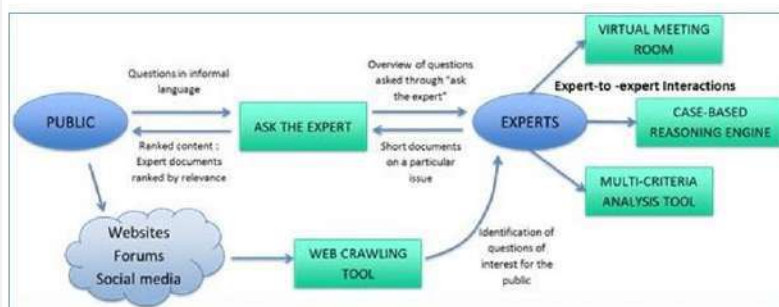 VIRTUAL MEETING
ROOM
Questions in informal
language
Overview of questions
asked through "ask
the expert"
Expert-to -expert Interactions
PUBLIC
ASK THE EXPERT
EXPERTS
CASE-BASED
REASONING ENGINE
Ranked content :
Expert documents
ranked by relevance
Short documents
on a particular
issue
MULTI-CRITERIA
ANALYSIS TOOL
Websites
Forums
Social media
WEB CRAWLING
TOOL
Identification of
questions of
interest for the
public